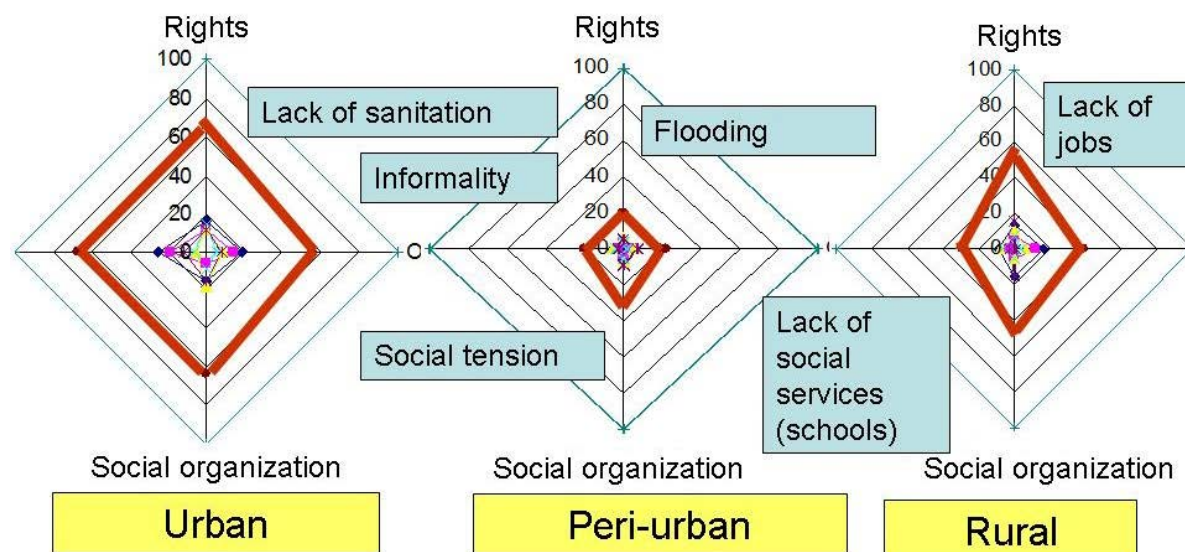 Rights
100
80
60
40
20
0
Lack of sanitation
Social organization
Urban
Rights
100
80
60
40
20
0
Informality
Flooding
Social tension
Lack of
social
services
(schools)
Social organization
Peri-urban
Rights
100
80
60
40
20
0
Lack of
jobs
Social organization
Rural